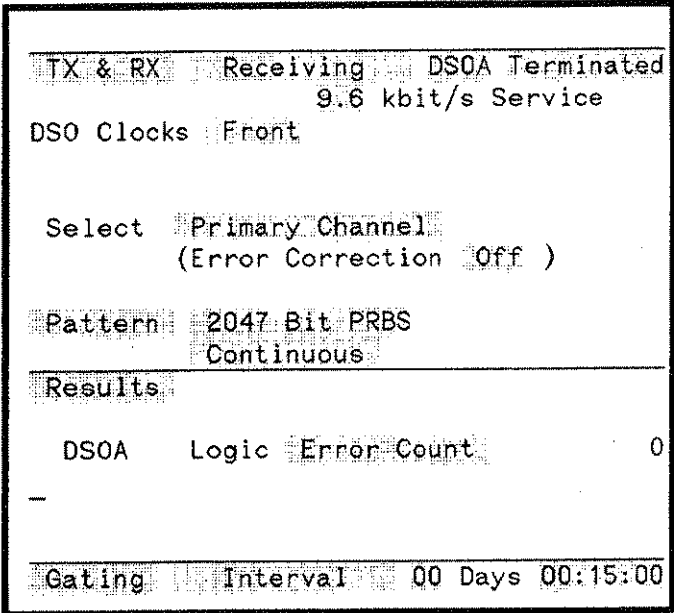 TX & RX Receiving DSOA Terminated
9.6 kbit/s Service
DSO Clocks Front
Select Primary Channel
(Error Correction Off )
Pattern 2047 Bit PRBS
Continuous
Results
DSOA Logic Error Count 0
Gating Interval 00 Days 00:15:00